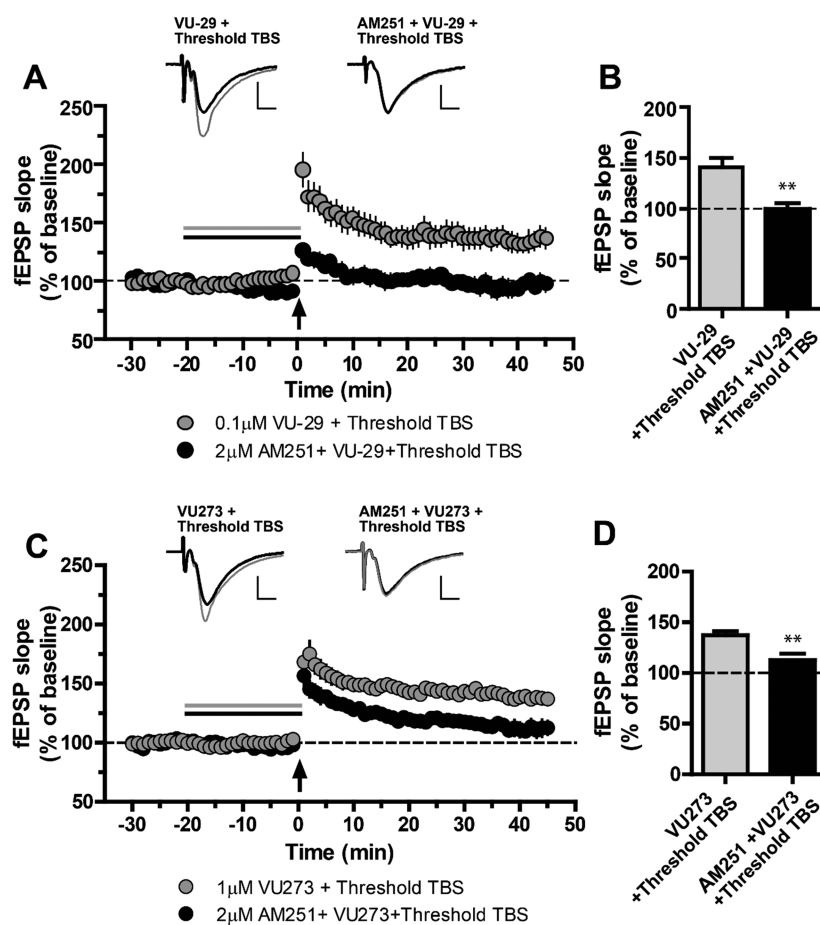 VU-29 +
Threshold TBS
AM251 + VU-29 +
Threshold TBS
A
250
200
150
100
50
fEPSP slope
(% of baseline)
-30
-20
-10
0
10
20
30
40
50
Time (min)
0.1µM VU-29 + Threshold TBS
2µM AM251+ VU-29+Threshold TBS
B
200
150
100
50
0
fEPSP slope
(% of baseline)
**
VU-29
+Threshold TBS
AM251 +VU-29
+Threshold TBS
VU273 +
Threshold TBS
AM251 + VU273 +
Threshold TBS
C
250
200
150
100
50
fEPSP slope
(% of baseline)
-30
-20
-10
0
10
20
30
40
50
Time (min)
1µM VU273 + Threshold TBS
2µM AM251+ VU273+Threshold TBS
D
200
150
100
50
0
fEPSP slope
(% of baseline)
**
VU273
+Threshold TBS
AM251 +VU273
+Threshold TBS